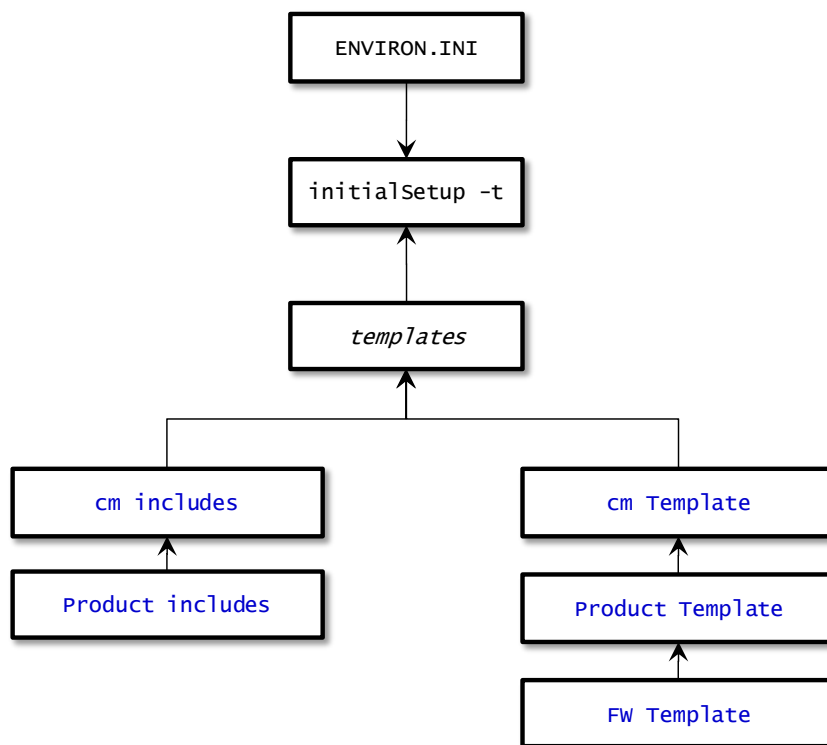 ENVIRON.INI
initialSetup –t
templates
cm includes
cm Template
Product includes
Product Template
FW Template